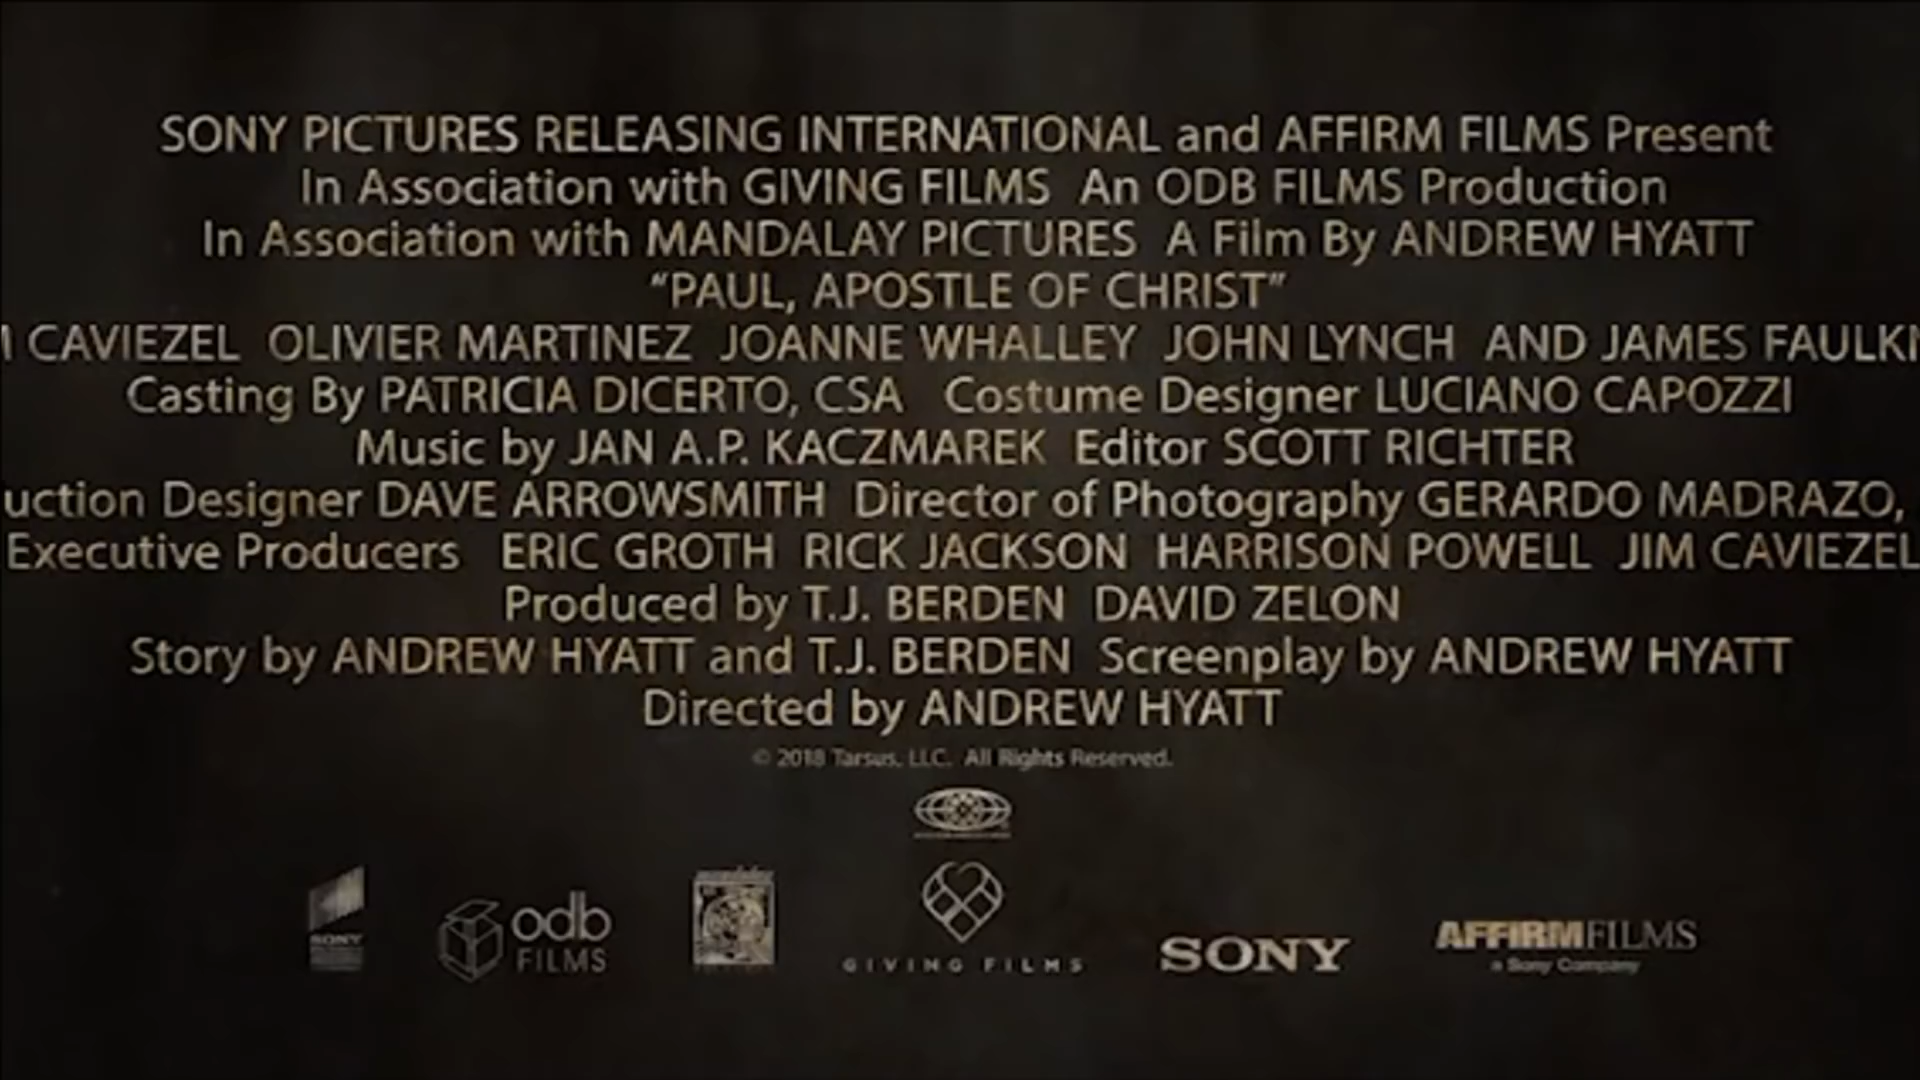 SONY PICTURES RELEASING INTERNATIONAL and AFFIRM FILMS Present
In Association with GIVING FILMS An ODB FILMS Production
In Association with MANDALAY PICTURES A Film By ANDREW HYATT
“PAUL, APOSTLE OF CHRIST”
CAVIEZEL OLIVIER MARTINEZ JOANNE WHALLEY JOHN LYNCH AND JAMES FAULK
Casting By PATRICIA DICERTO, CSA Costume Designer LUCIANO CAPOZZI
Music by JAN A.P. KACZMAREK Editor SCOTT RICHTER
uction Designer DAVE ARROWSMITH Director of Photography GERARDO MADRAZO,
Executive Producers ERIC GROTH RICK JACKSON HARRISON POWELL JIM CAVIEZEL
Produced by T.J. BERDEN DAVID ZELON
Story by ANDREW HYATT and T.J. BERDEN Screenplay by ANDREW HYATT
Directed by ANDREW HYATT
© 2018 Tarsus, LLC. All Rights Reserved.
SONY
odb
FILMS
GIVING FILMS
SONY
AFFIRMFILMS
a Sony Company